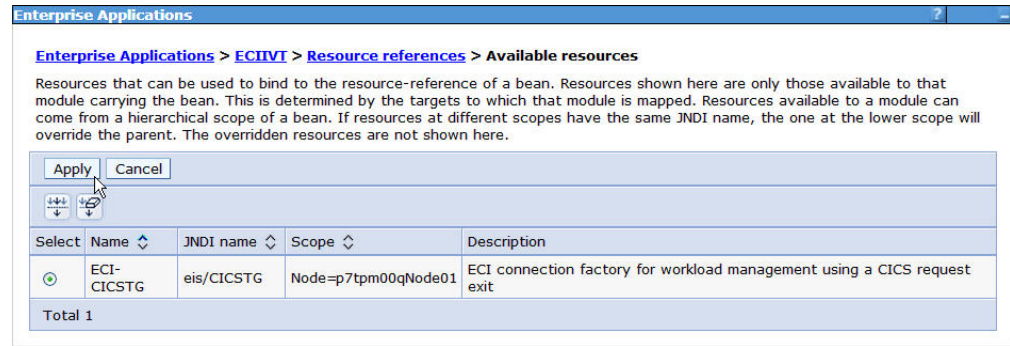 Enterprise Applications ?
Enterprise Applications > ECIIVT > Resource references > Available resources
Resources that can be used to bind to the resource-reference of a bean. Resources shown here are only those available to that
module carrying the bean. This is determined by the targets to which that module is mapped. Resources available to a module can
come from a hierarchical scope of a bean. If resources at different scopes have the same JNDI name, the one at the lower scope will
override the parent. The overridden resources are not shown here.
Apply Cancel
Select Name JNDI name Scope Description
ECI-
CICSTG eis/CICSTG Node=p7tpm00qNode01 ECI connection factory for workload management using a CICS request
exit
Total 1